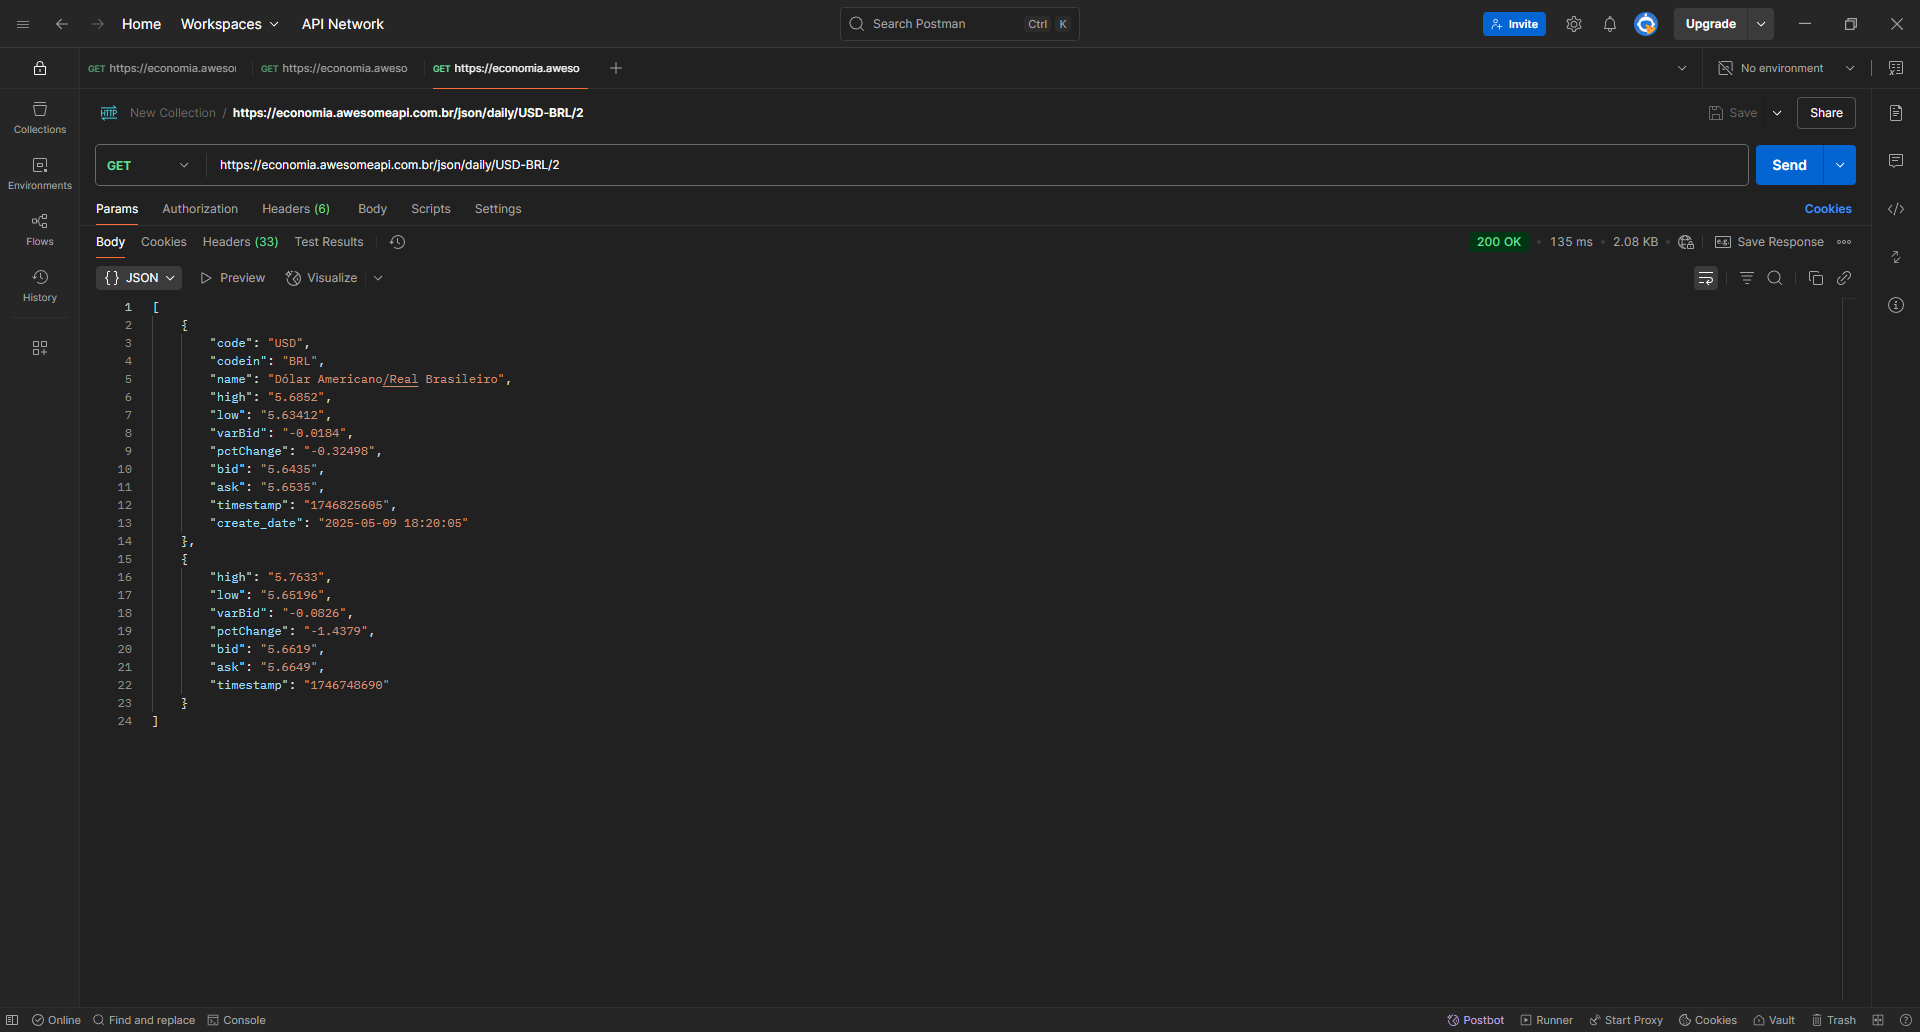 Home Workspaces API Network Search Postman Ctrl K Invite Upgrade
GET https://economia.aweso GET https://economia.aweso GET https://economia.aweso No environment
HTTP New Collection / https://economia.awesomeapi.com.br/json/daily/USD-BRL/2 Save Share
GET https://economia.awesomeapi.com.br/json/daily/USD-BRL/2 Send
Params Authorization Headers (6) Body Scripts Settings Cookies
Body Cookies Headers (33) Test Results 200 OK • 135 ms • 2.08 KB • e.g. Save Response
{} JSON Preview Visualize
Collections
Environments
Flows
History
1 [
2 {
3 "code": "USD",
4 "codein": "BRL",
5 "name": "Dólar Americano/Real Brasileiro",
6 "high": "5.6852",
7 "low": "5.63412",
8 "varBid": "-0.0184",
9 "pctChange": "-0.32498",
10 "bid": "5.6435",
11 "ask": "5.6535",
12 "timestamp": "1746825605",
13 "create_date": "2025-05-09 18:20:05"
14 },
15 {
16 "high": "5.7633",
17 "low": "5.65196",
18 "varBid": "-0.0826",
19 "pctChange": "-1.4379",
20 "bid": "5.6619",
21 "ask": "5.6649",
22 "timestamp": "1746748690"
23 }
24 ]
Online Find and replace Console Postbot Runner Start Proxy Cookies Vault Trash